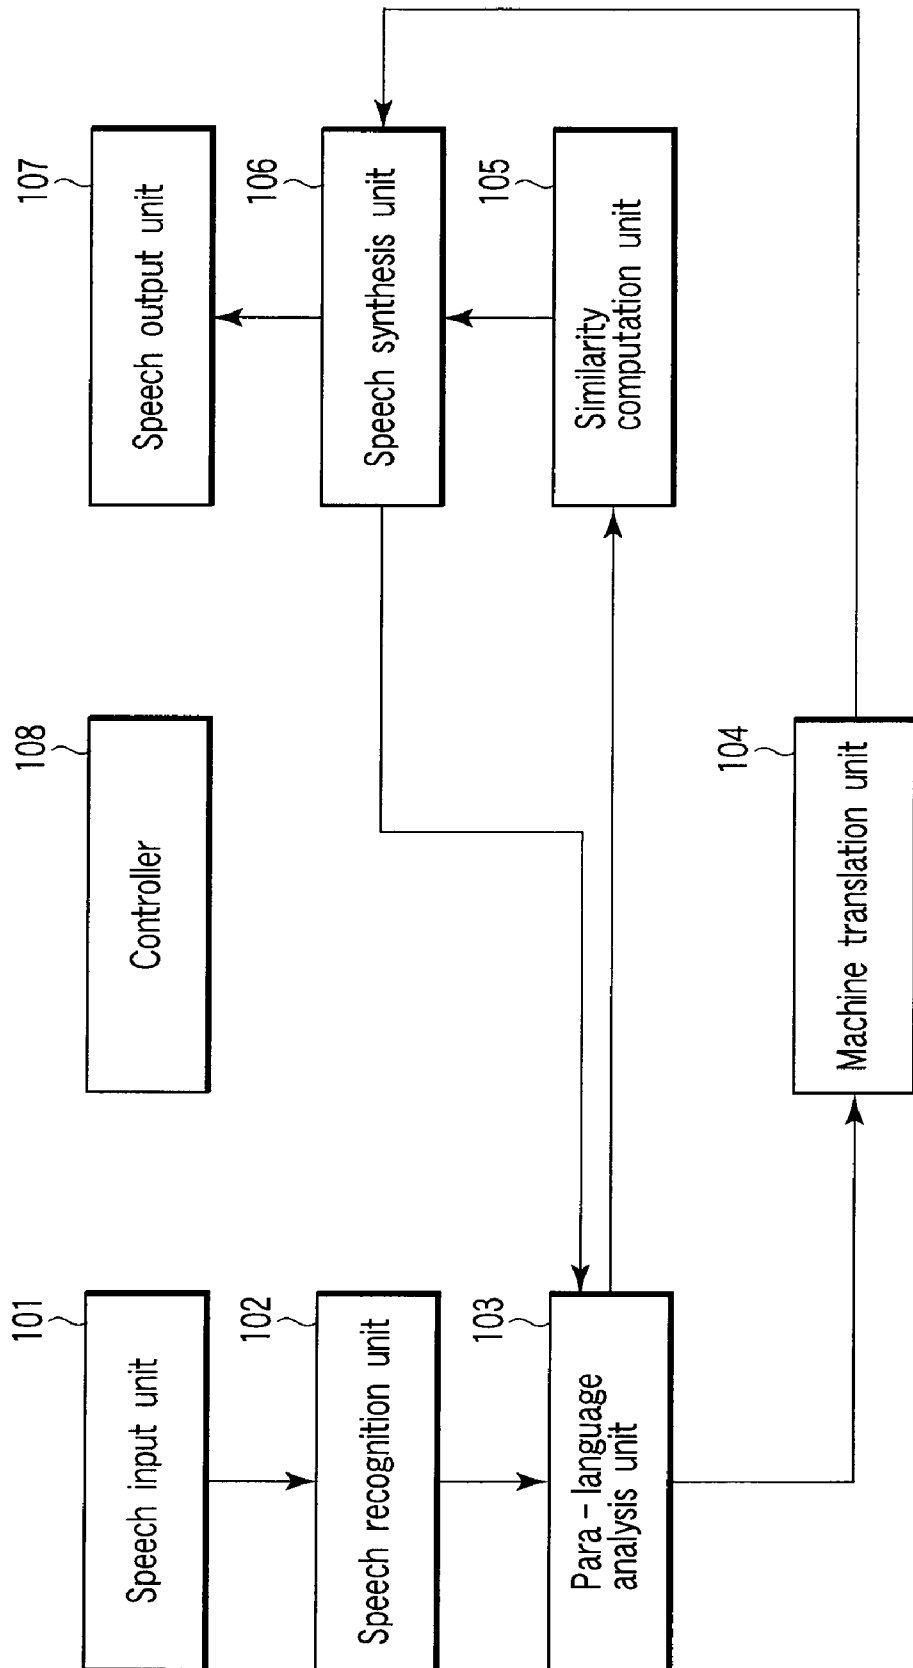 101
Speech input unit
102
Speech recognition unit
103
Para-language
analysis unit
108
Controller
104
Machine translation unit
107
Speech output unit
106
Speech synthesis unit
105
Similarity
computation unit